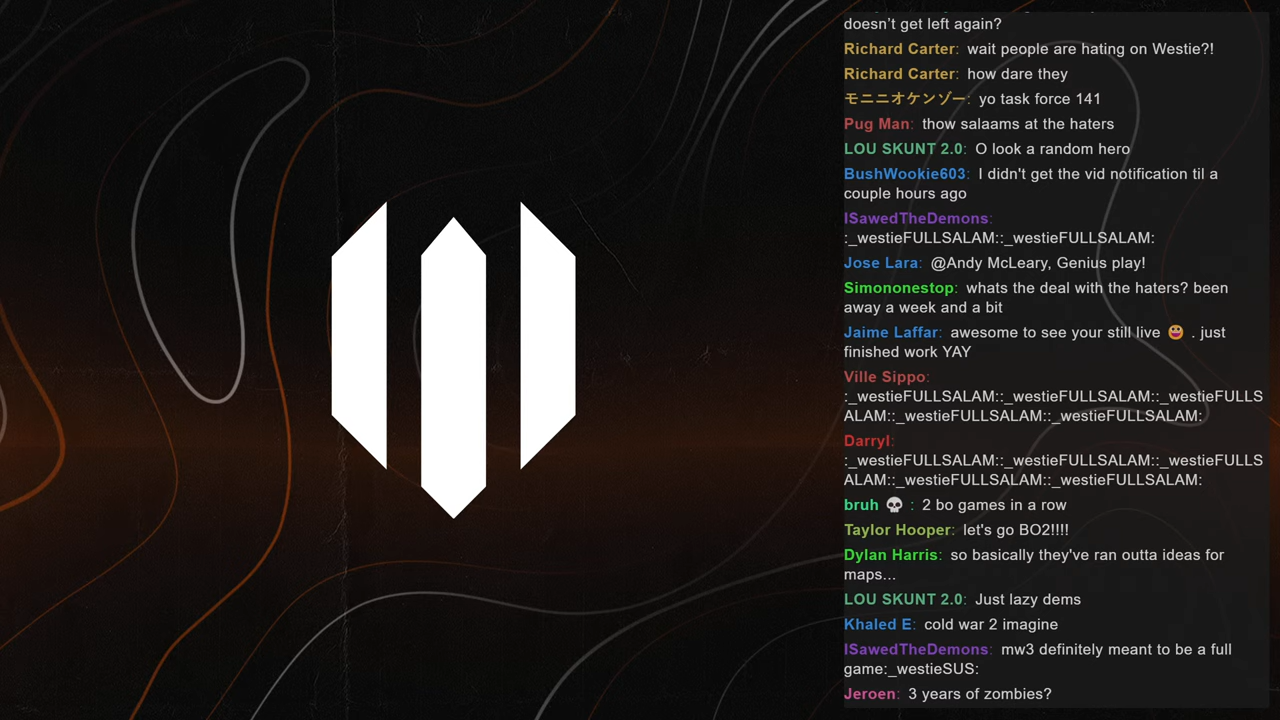 doesn't get left again?
Richard Carter: wait people are hating on Westie?!
Richard Carter: how dare they
モニニオケンゾー: yo task force 141
Pug Man: thow salaams at the haters
LOU SKUNT 2.0: O look a random hero
BushWookie603: I didn't get the vid notification til a
couple hours ago
ISawedTheDemons:
:_westieFULLSALAM::_westieFULLSALAM:
Jose Lara: @Andy McLeary, Genius play!
Simononestop: whats the deal with the haters? been
away a week and a bit
Jaime Laffar: awesome to see your still live 😀 . just
finished work YAY
Ville Sippo:
:_westieFULLSALAM::_westieFULLSALAM::_westieFULLS
ALAM::_westieFULLSALAM::_westieFULLSALAM:
Darryl:
:_westieFULLSALAM::_westieFULLSALAM::_westieFULLS
ALAM::_westieFULLSALAM::_westieFULLSALAM:
bruh 💀 : 2 bo games in a row
Taylor Hooper: let's go BO2!!!!
Dylan Harris: so basically they've ran outta ideas for
maps...
LOU SKUNT 2.0: Just lazy dems
Khaled E: cold war 2 imagine
ISawedTheDemons: mw3 definitely meant to be a full
game:_westieSUS:
Jeroen: 3 years of zombies?